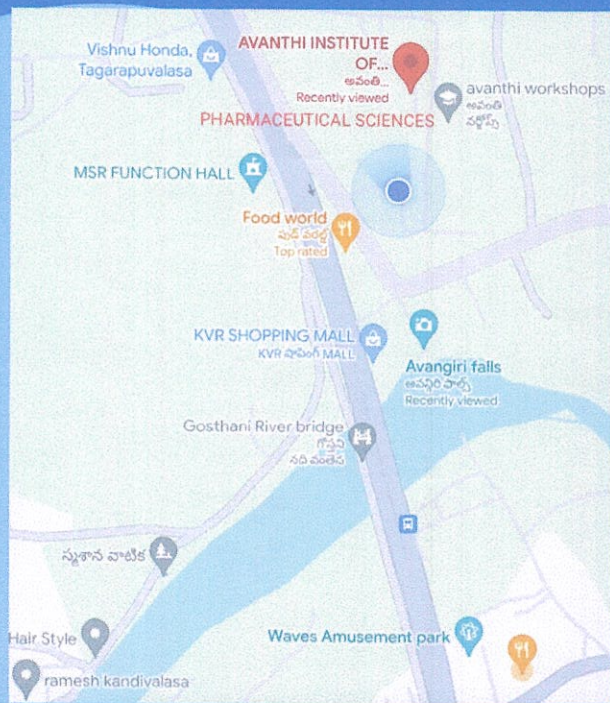 Vishnu Honda,
Tagarapuvalasa
AVANTHI INSTITUTE
OF...
అవంతి...
Recently viewed
PHARMACEUTICAL SCIENCES
avanthi workshops
అవంతి
వర్క్షాప్స్
MSR FUNCTION HALL
Food world
ఫుడ్ వరల్డ్
Top rated
KVR SHOPPING MALL
KVR షాపింగ్ MALL
Avangiri falls
అవన్గిరి ఫాల్స్
Recently viewed
Gosthani River bridge
గోస్తని
నది వంతెన
స్మశాన వాటిక
Waves Amusement park
Hair Style
ramesh kandivalasa